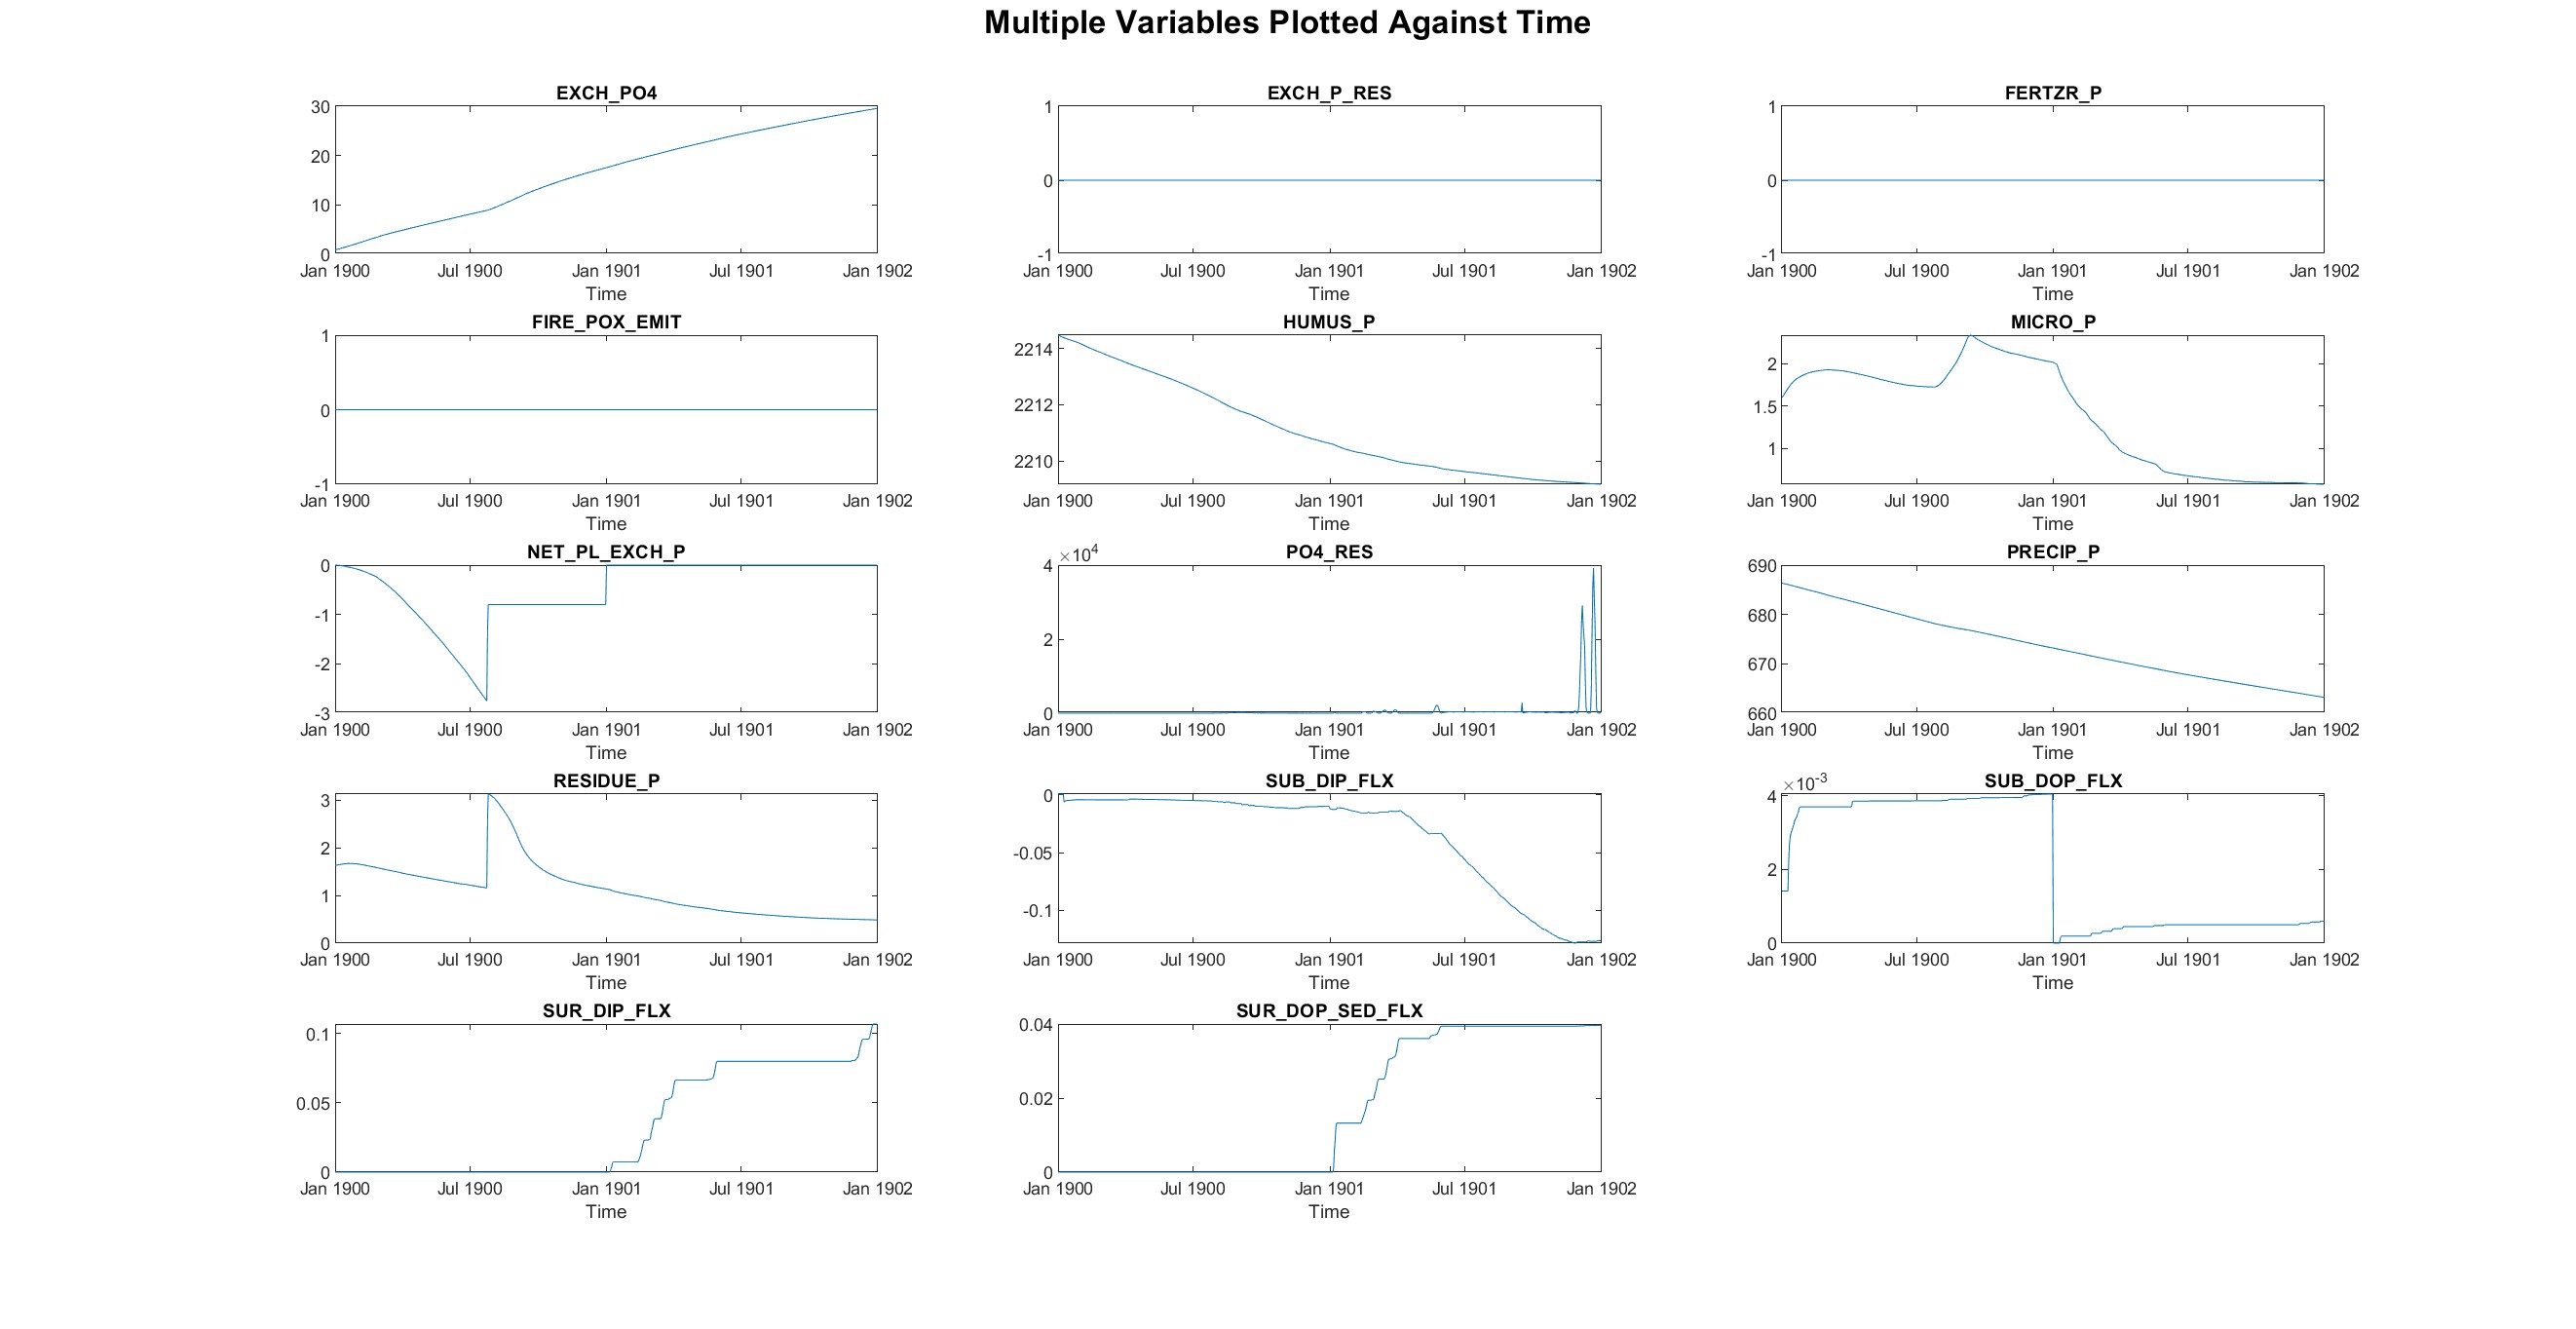 Multiple Variables Plotted Against Time
EXCH_PO4
30
20
10
0
Jan 1900 Jul 1900 Jan 1901 Jul 1901 Jan 1902
Time
EXCH_P_RES
1
0
-1
Jan 1900 Jul 1900 Jan 1901 Jul 1901 Jan 1902
Time
FERTZR_P
1
0
-1
Jan 1900 Jul 1900 Jan 1901 Jul 1901 Jan 1902
Time
FIRE_POX_EMIT
1
0
-1
Jan 1900 Jul 1900 Jan 1901 Jul 1901 Jan 1902
Time
HUMUS_P
2214
2212
2210
Jan 1900 Jul 1900 Jan 1901 Jul 1901 Jan 1902
Time
MICRO_P
2
1.5
1
Jan 1900 Jul 1900 Jan 1901 Jul 1901 Jan 1902
Time
NET_PL_EXCH_P
0
-1
-2
-3
Jan 1900 Jul 1900 Jan 1901 Jul 1901 Jan 1902
Time
PO4_RES
×10⁴
4
2
0
Jan 1900 Jul 1900 Jan 1901 Jul 1901 Jan 1902
Time
PRECIP_P
690
680
670
660
Jan 1900 Jul 1900 Jan 1901 Jul 1901 Jan 1902
Time
RESIDUE_P
3
2
1
0
Jan 1900 Jul 1900 Jan 1901 Jul 1901 Jan 1902
Time
SUB_DIP_FLX
0
-0.05
-0.1
Jan 1900 Jul 1900 Jan 1901 Jul 1901 Jan 1902
Time
SUB_DOP_FLX
×10⁻³
4
2
0
Jan 1900 Jul 1900 Jan 1901 Jul 1901 Jan 1902
Time
SUR_DIP_FLX
0.1
0.05
0
Jan 1900 Jul 1900 Jan 1901 Jul 1901 Jan 1902
Time
SUR_DOP_SED_FLX
0.04
0.02
0
Jan 1900 Jul 1900 Jan 1901 Jul 1901 Jan 1902
Time